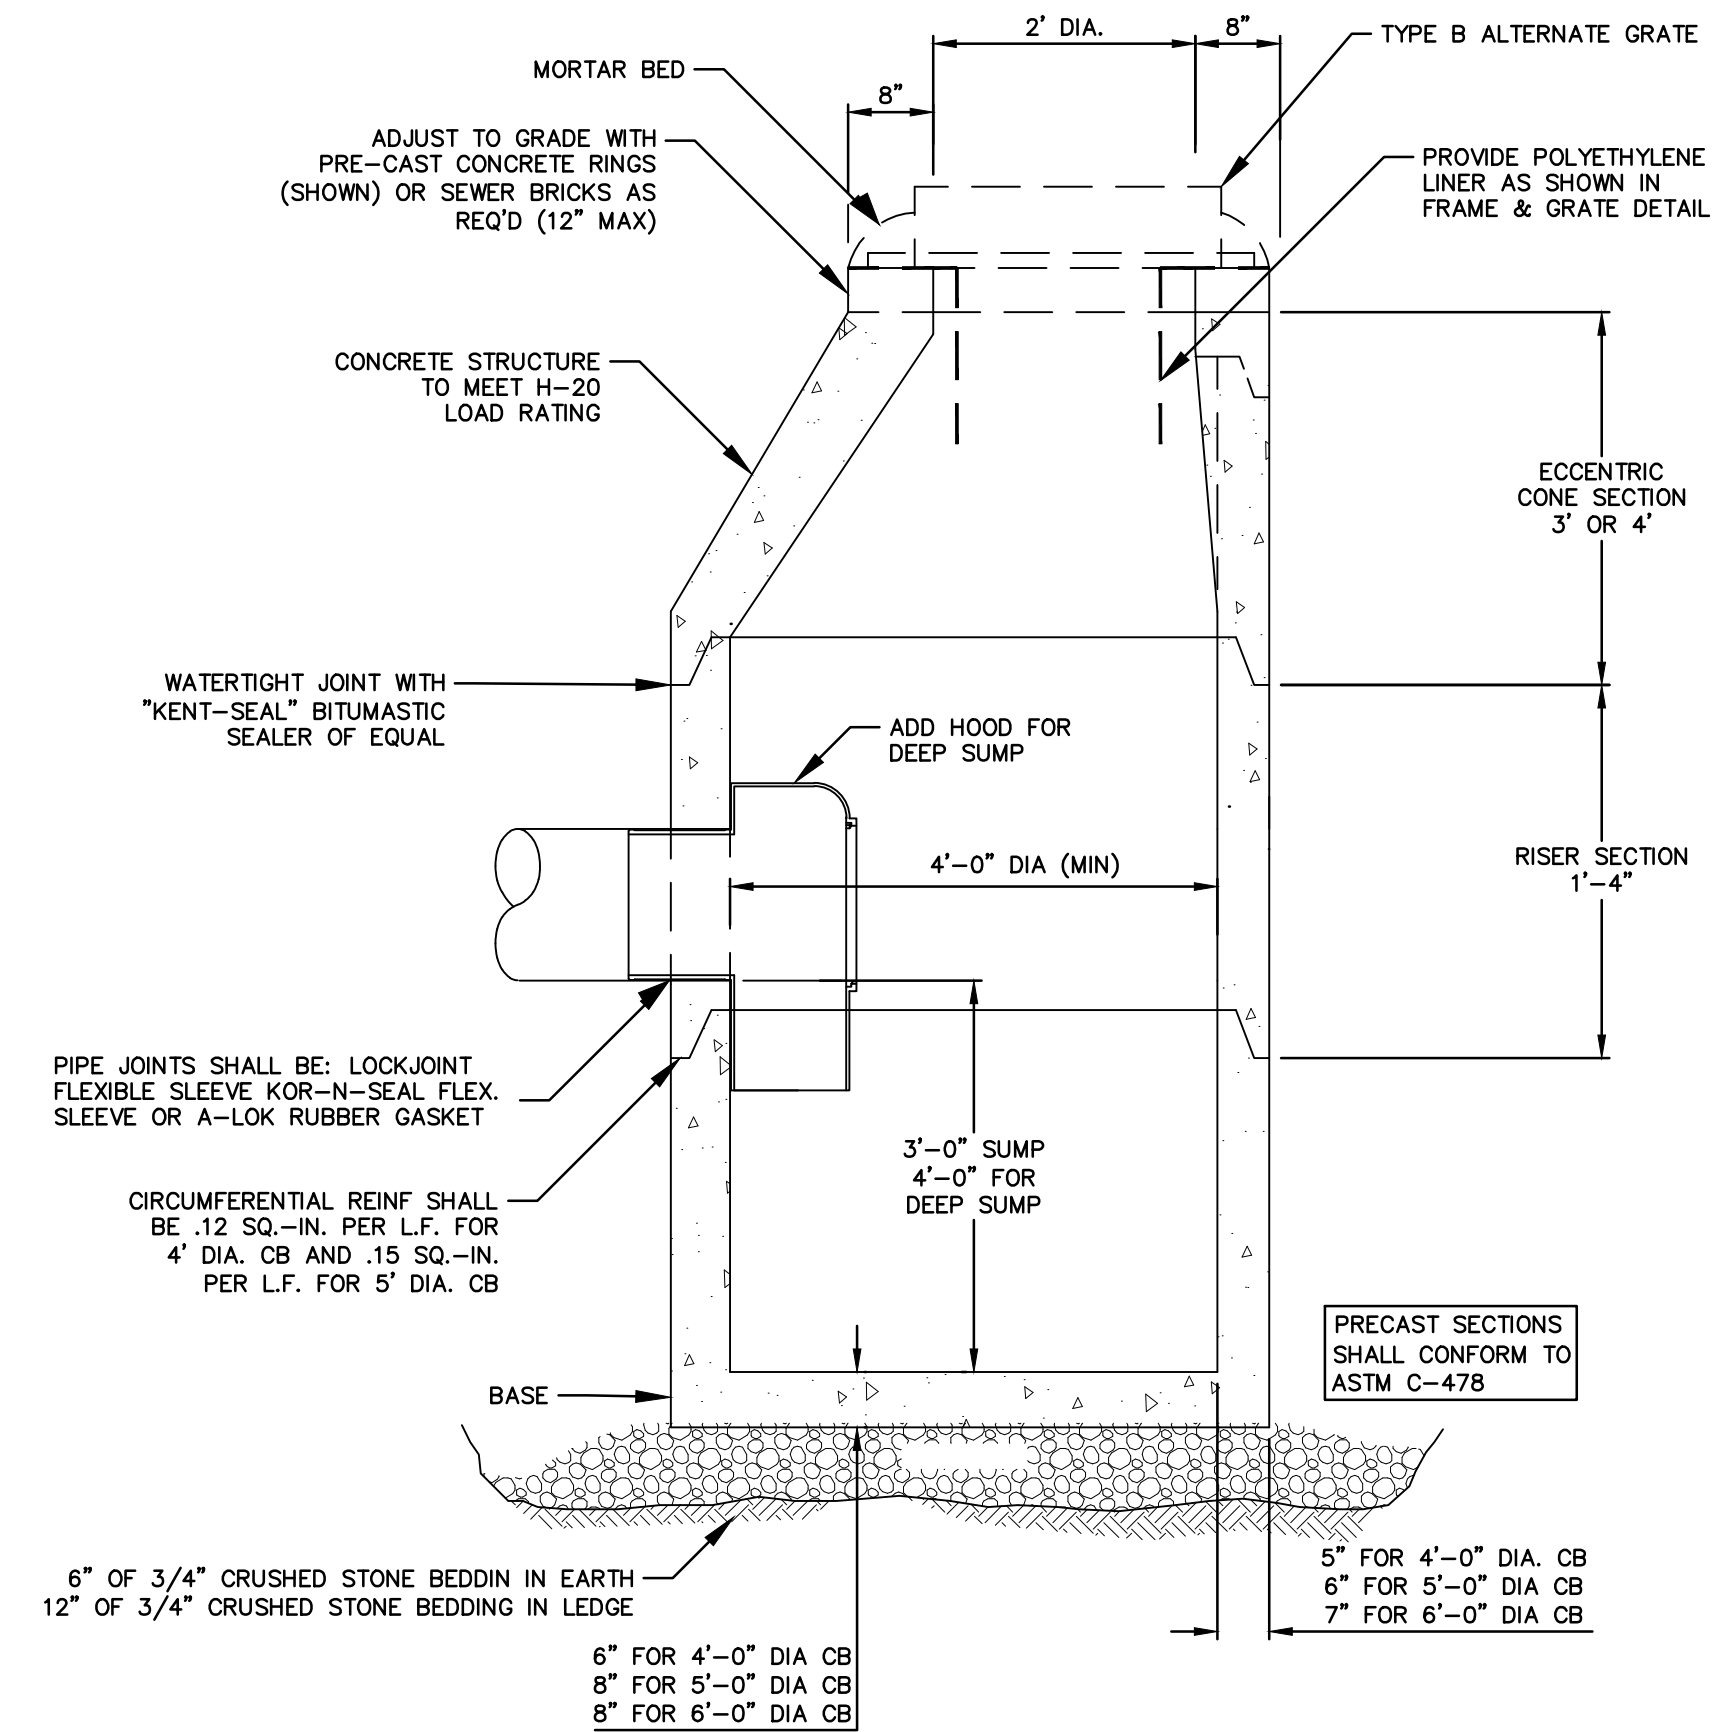 2' DIA.
8"
TYPE B ALTERNATE GRATE
MORTAR BED
8"
ADJUST TO GRADE WITH
PRE-CAST CONCRETE RINGS
(SHOWN) OR SEWER BRICKS AS
REQ'D (12" MAX)
PROVIDE POLYETHYLENE
LINER AS SHOWN IN
FRAME & GRATE DETAIL
CONCRETE STRUCTURE
TO MEET H-20
LOAD RATING
ECCENTRIC
CONE SECTION
3' OR 4'
WATERTIGHT JOINT WITH
"KENT-SEAL" BITUMASTIC
SEALER OF EQUAL
ADD HOOD FOR
DEEP SUMP
4'-0" DIA (MIN)
RISER SECTION
1'-4"
PIPE JOINTS SHALL BE: LOCKJOINT
FLEXIBLE SLEEVE KOR-N-SEAL FLEX.
SLEEVE OR A-LOK RUBBER GASKET
3'-0" SUMP
4'-0" FOR
DEEP SUMP
CIRCUMFERENTIAL REINF SHALL
BE .12 SQ.-IN. PER L.F. FOR
4' DIA. CB AND .15 SQ.-IN.
PER L.F. FOR 5' DIA. CB
PRECAST SECTIONS
SHALL CONFORM TO
ASTM C-478
BASE
6" OF 3/4" CRUSHED STONE BEDDIN IN EARTH
12" OF 3/4" CRUSHED STONE BEDDING IN LEDGE
5" FOR 4'-0" DIA. CB
6" FOR 5'-0" DIA CB
7" FOR 6'-0" DIA CB
6" FOR 4'-0" DIA CB
8" FOR 5'-0" DIA CB
8" FOR 6'-0" DIA CB